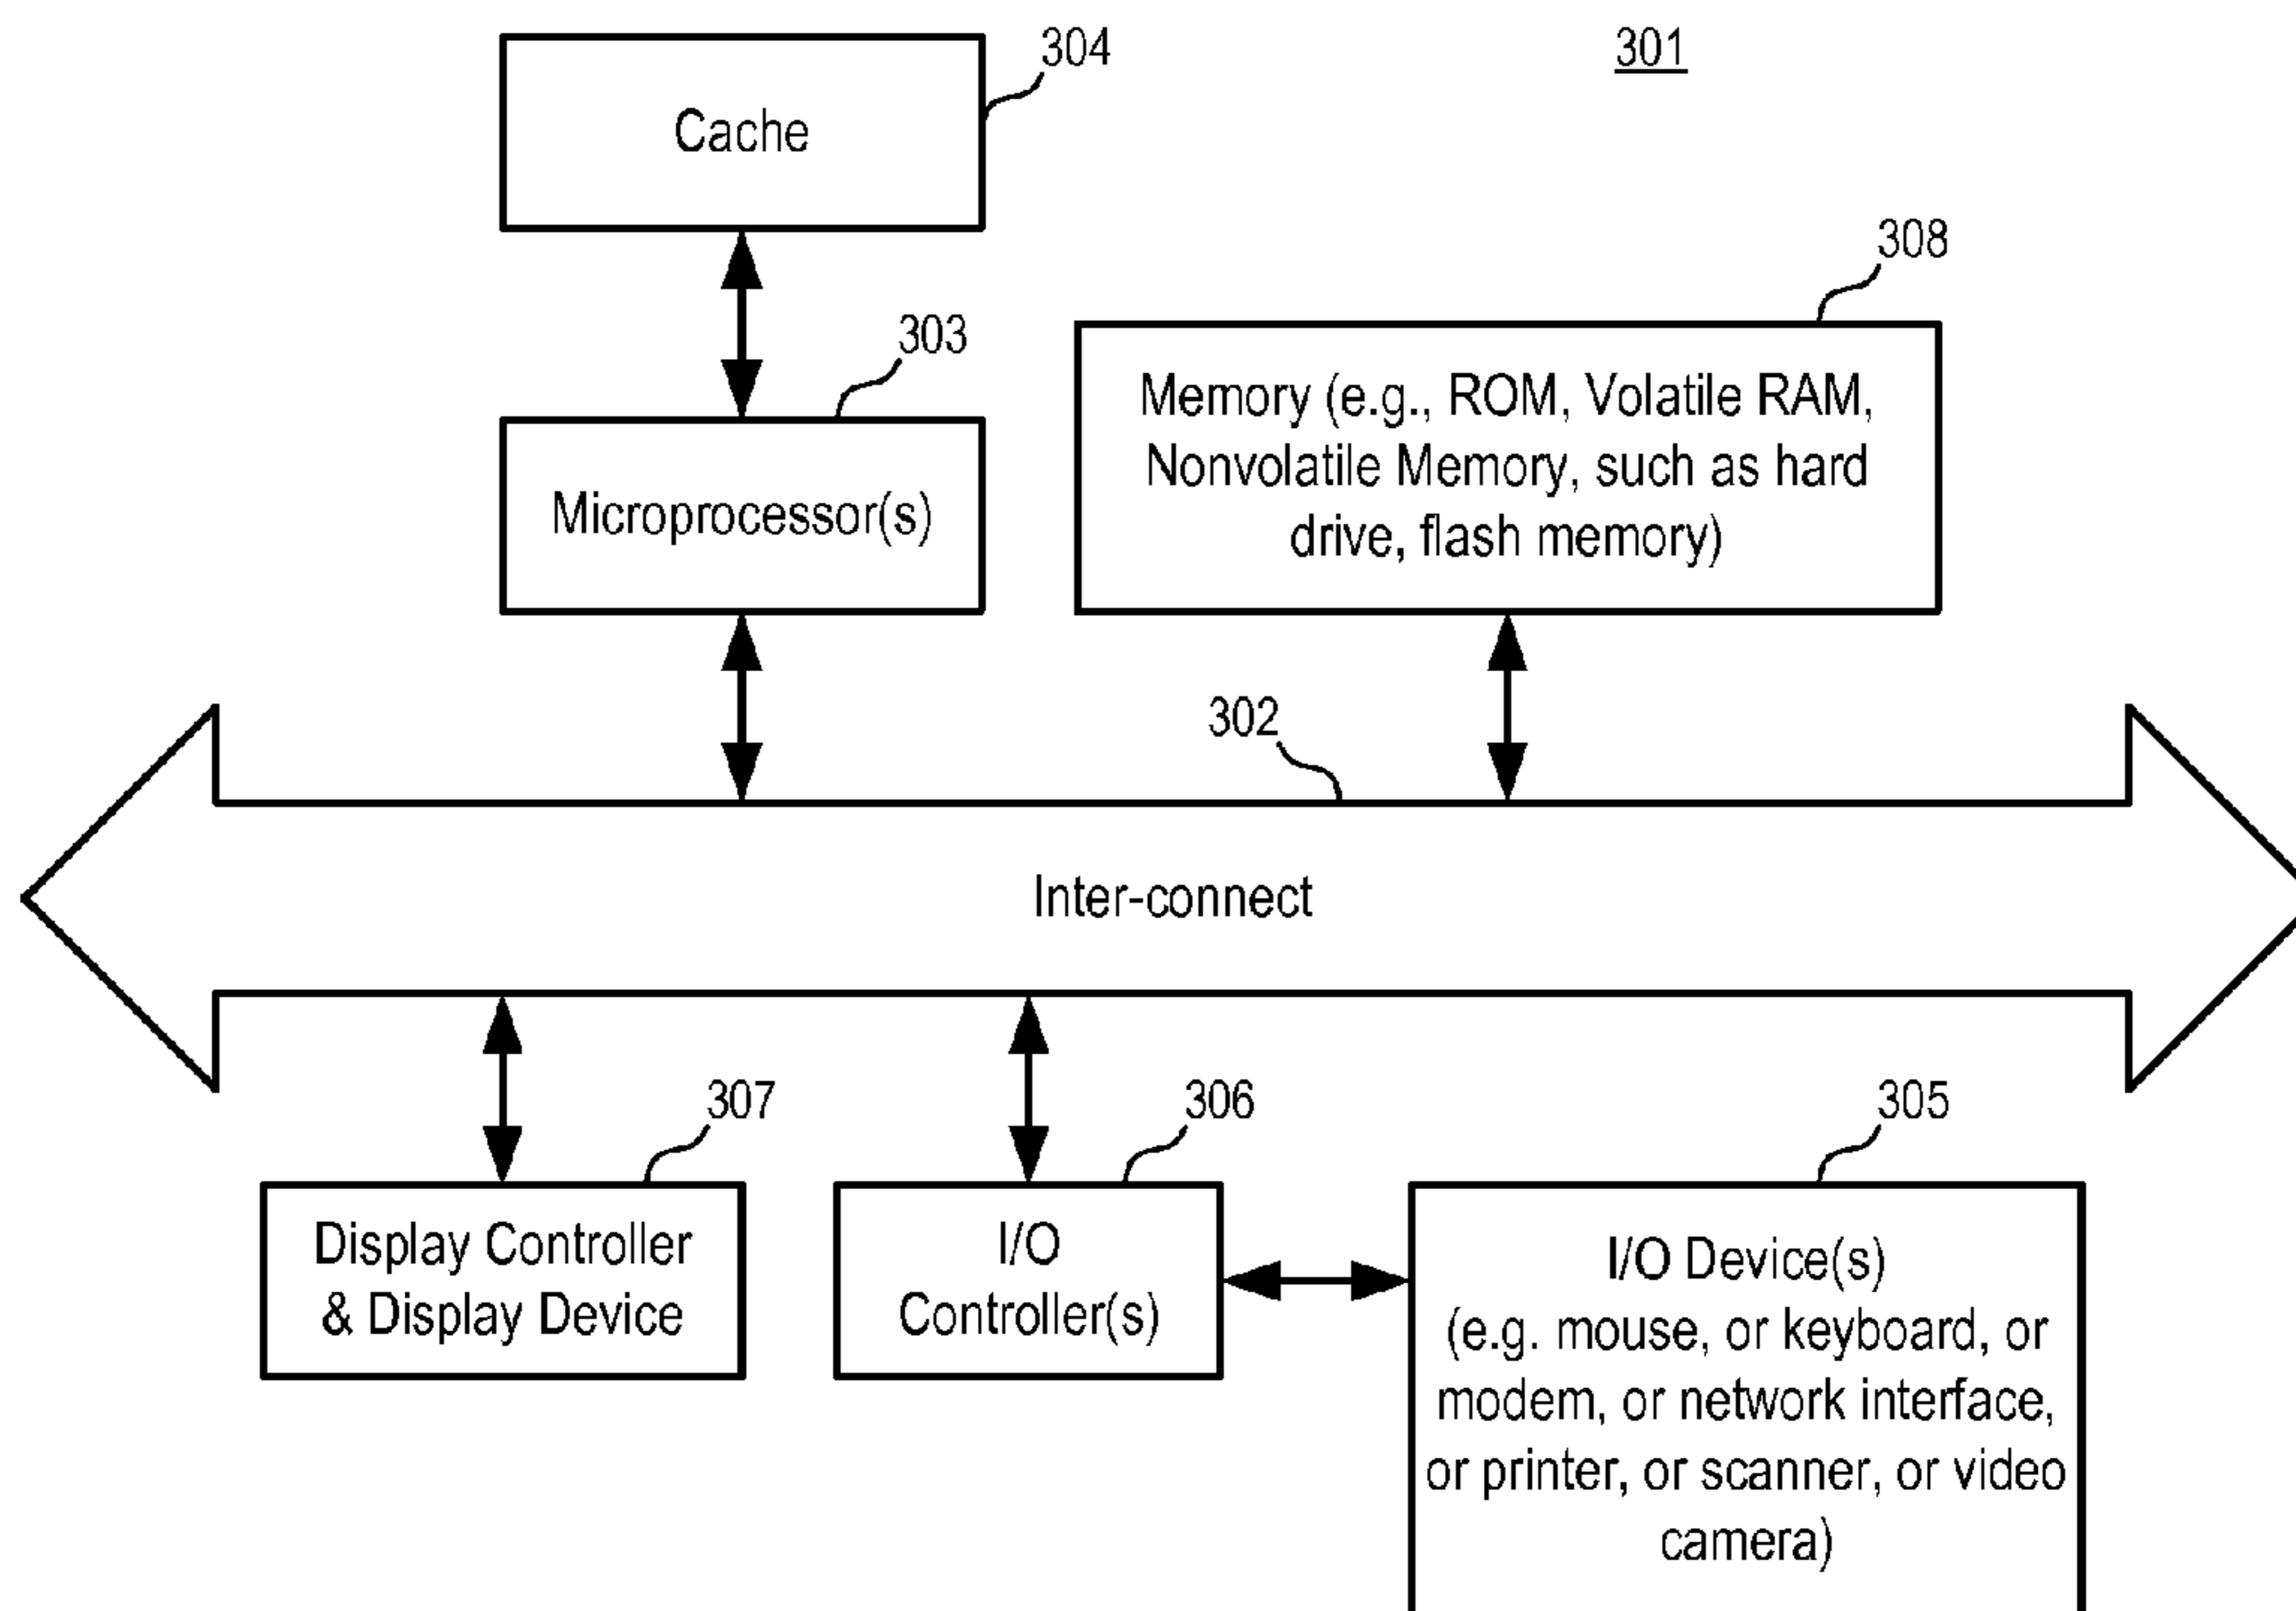 304
301
Cache
308
303
Memory (e.g., ROM, Volatile RAM,
Nonvolatile Memory, such as hard
drive, flash memory)
Microprocessor(s)
302
Inter-connect
307
306
305
Display Controller
& Display Device
I/O
Controller(s)
I/O Device(s)
(e.g. mouse, or keyboard, or
modem, or network interface,
or printer, or scanner, or video
camera)